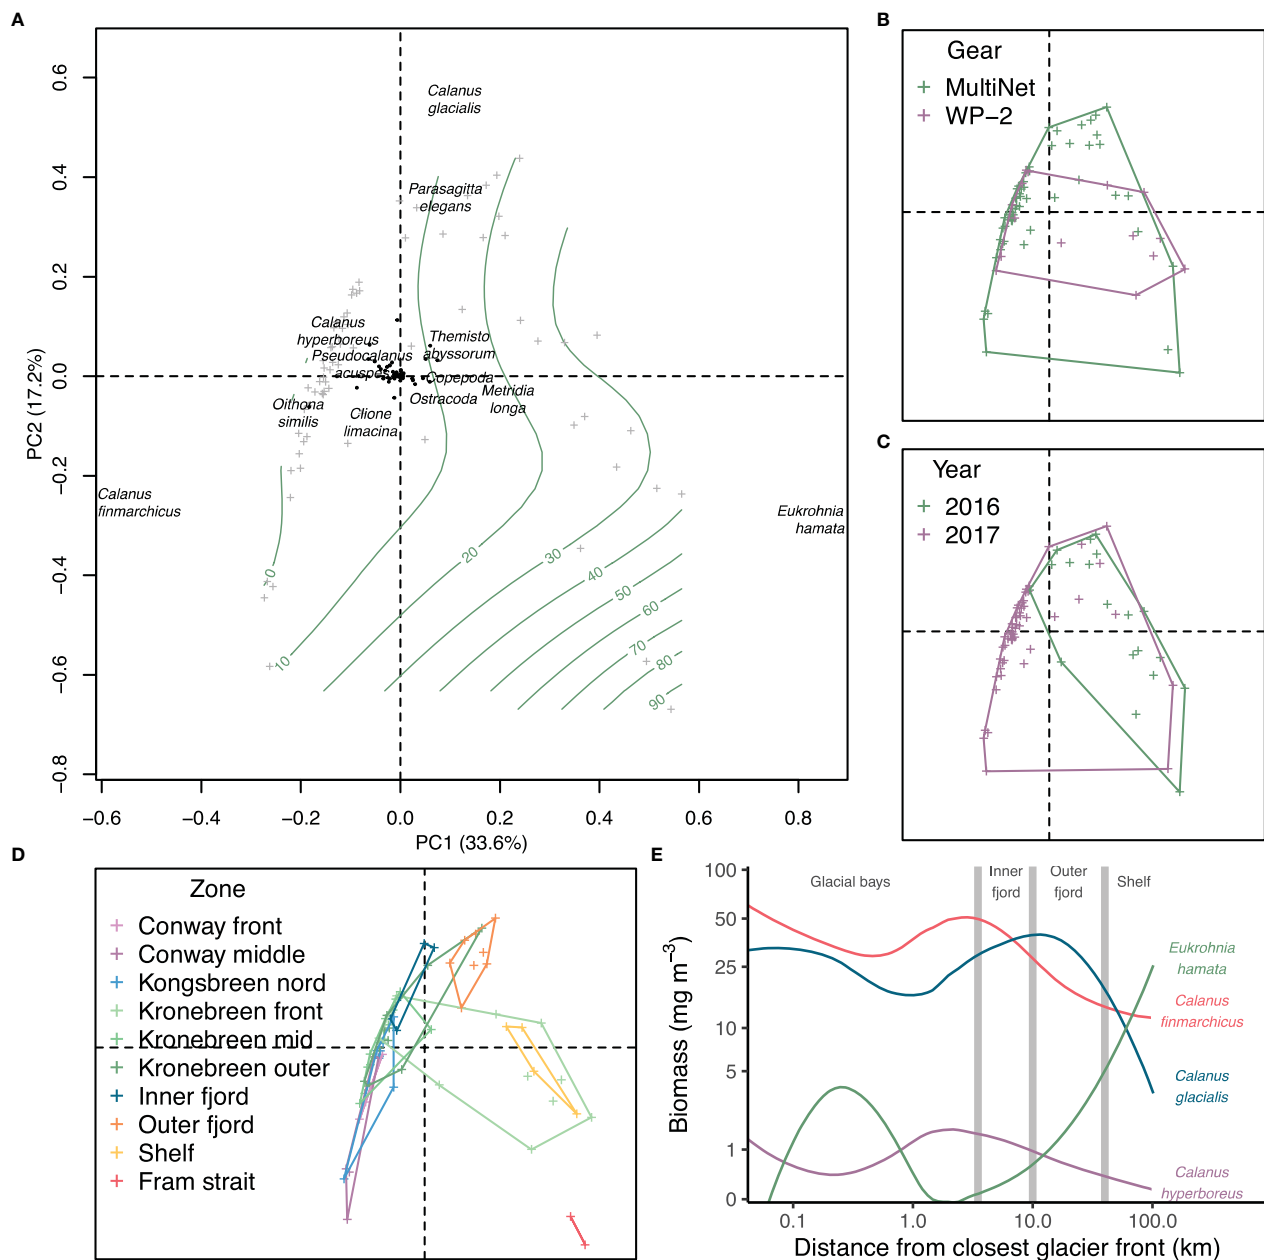 A
0.6
0.4
0.2
0.0
−0.2
−0.4
−0.6
−0.8
PC2 (17.2%)
Calanus
glacialis
Parasagitta
elegans
Calanus
hyperboreus
Themisto
abyssorum
Pseudocalanus
acuspes
Copepoda
Metridia
longa
Ostracoda
Oithona
similis
Clione
limacina
Calanus
finmarchicus
Eukrohnia
hamata
0
10
20
30
40
50
60
70
80
90
−0.6
−0.4
−0.2
0.0
0.2
0.4
0.6
0.8
PC1 (33.6%)
B
Gear
MultiNet
WP−2
C
Year
2016
2017
D
Zone
Conway front
Conway middle
Kongsbreen nord
Kronebreen front
Kronebreen mid
Kronebreen outer
Inner fjord
Outer fjord
Shelf
Fram strait
E
Biomass (mg m−3)
100
50
25
10
5
1
0
Glacial bays
Inner
fjord
Outer
fjord
Shelf
Eukrohnia
hamata
Calanus
finmarchicus
Calanus
glacialis
Calanus
hyperboreus
0.1
1.0
10.0
100.0
Distance from closest glacier front (km)